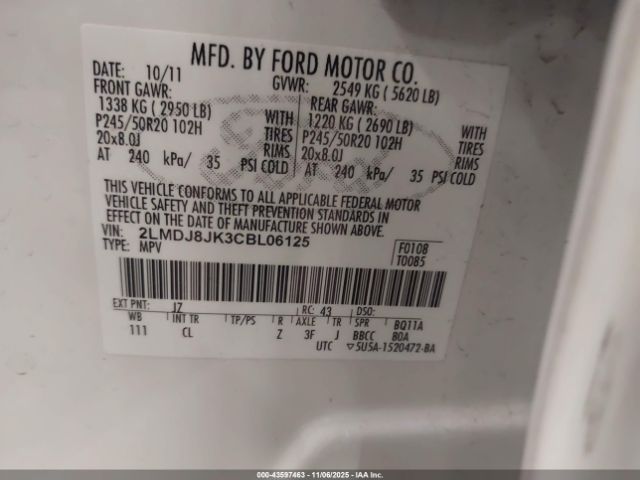 MFD. BY FORD MOTOR CO.
DATE: 10/11 GVWR: 2549 KG ( 5620 LB)
FRONT GAWR: REAR GAWR:
1338 KG ( 2950 LB) WITH 1220 KG ( 2690 LB) WITH
P245/50R20 102H TIRES P245/50R20 102H TIRES
20x8.0J RIMS 20x8.0J RIMS
AT 240 kPa/ 35 PSI COLD AT 240 kPa/ 35 PSI COLD
THIS VEHICLE CONFORMS TO ALL APPLICABLE FEDERAL MOTOR
VEHICLE SAFETY AND THEFT PREVENTION STANDARDS IN
EFFECT ON THE DATE OF MANUFACTURE SHOWN ABOVE.
VIN: 2LMDJ8JK3CBL06125 F0108
TYPE: MPV T0085
EXT PNT: JZ RC: 43 DSO:
WB INT TR TP/PS R AXLE TR SPR BQ11A
111 CL Z 3F J BBCC BOA
UTC ▽5U5A-1520472-BA
00-43597463 - 11/06/2025 - IAA Inc.